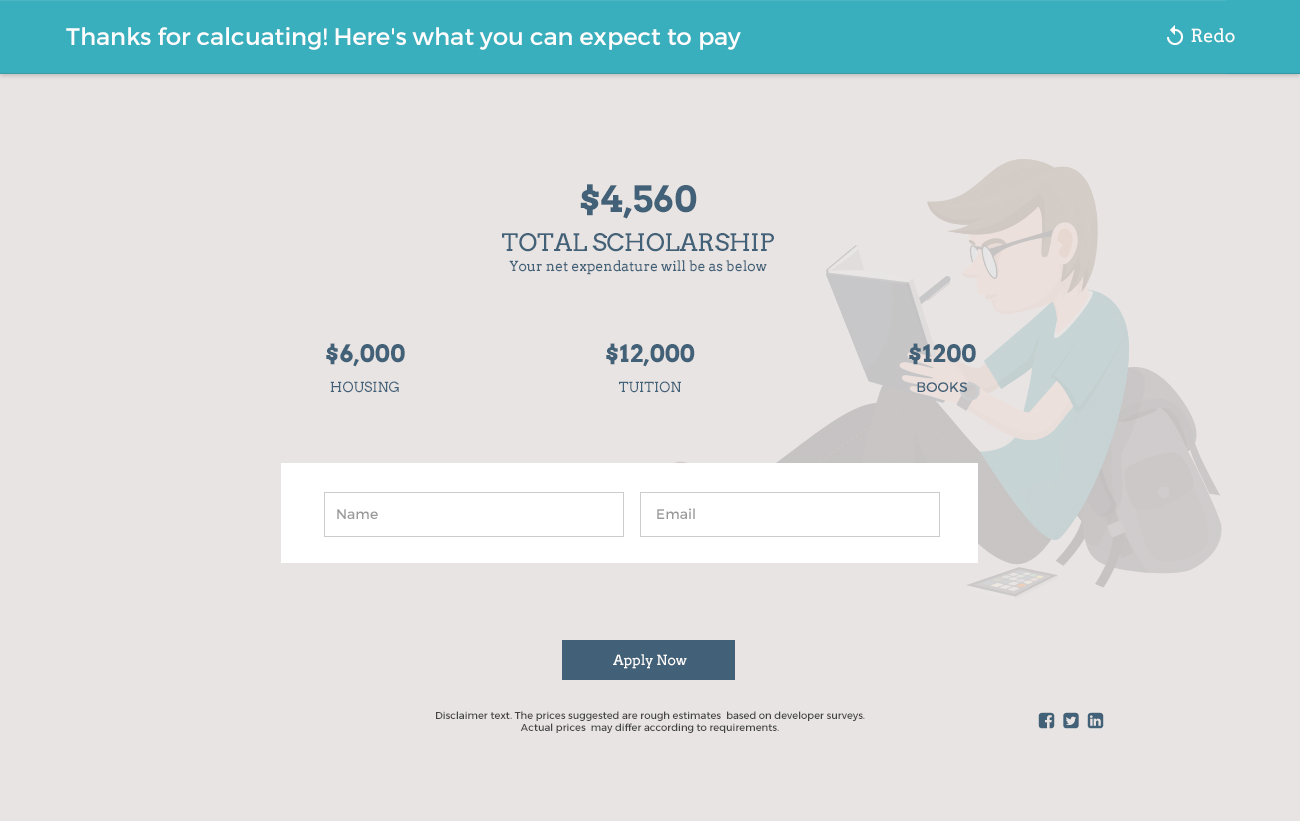 Thanks for calcuating! Here's what you can expect to pay
Redo
$4,560
TOTAL SCHOLARSHIP
Your net expendature will be as below
$6,000
$12,000
$1200
HOUSING
TUITION
BOOKS
Name
Email
Apply Now
Disclaimer text. The prices suggested are rough estimates  based on developer surveys.
Actual prices  may differ according to requirements.